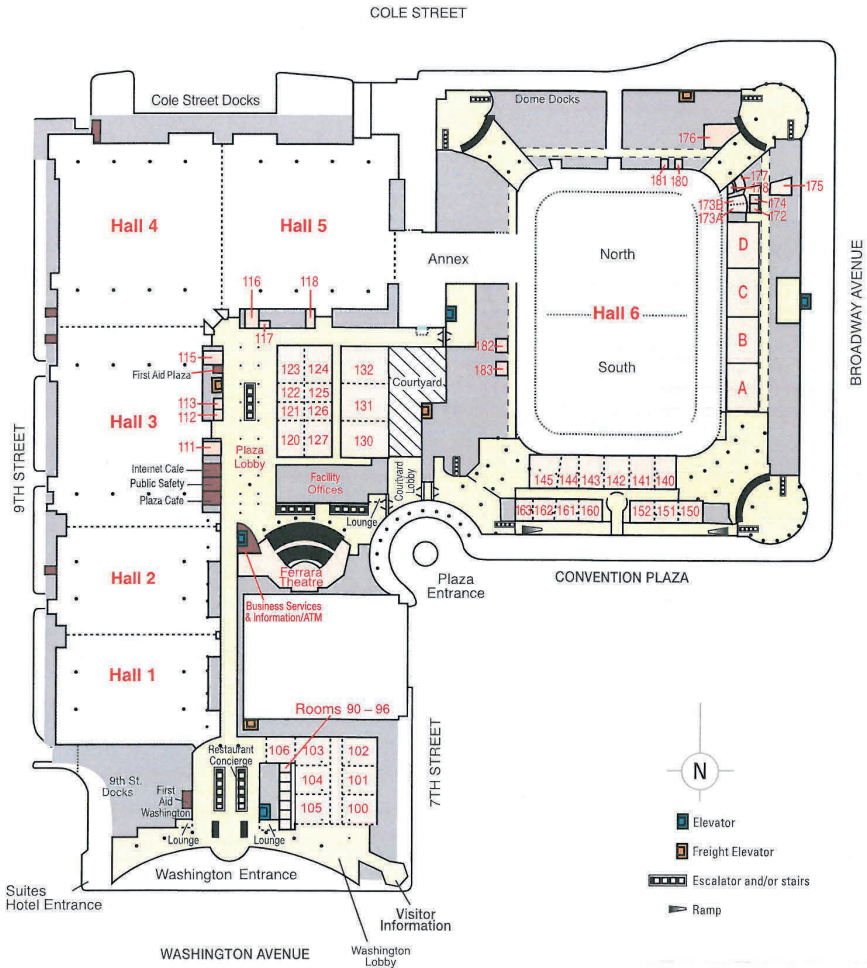 COLE STREET
Cole Street Docks
Dome Docks
176
181 180
177
178
175
173B
174
173A
172
Hall 4
Hall 5
Annex
North
Hall 6
South
D
C
B
A
BROADWAY AVENUE
116
118
117
115
First Aid Plaza
113
112
111
Hall 3
Internet Cafe
Public Safety
Plaza Cafe
9TH STREET
123 124
122 125
121 126
120 127
132
131
130
Courtyard
182
183
Plaza
Lobby
Facility
Offices
Courtyard
Lobby
Lounge
145 144 143 142 141 140
163 162 161 160
152 151 150
Ferrara
Theatre
Plaza
Entrance
CONVENTION PLAZA
Business Services
& Information/ATM
Hall 2
Hall 1
Rooms 90 – 96
7TH STREET
Restaurant
Concierge
106 103 102
104 101
105 100
9th St.
Docks
First
Aid
Washington
Lounge
Lounge
Washington Entrance
Suites
Hotel Entrance
Visitor
Information
Washington
Lobby
WASHINGTON AVENUE
N
Elevator
Freight Elevator
Escalator and/or stairs
Ramp